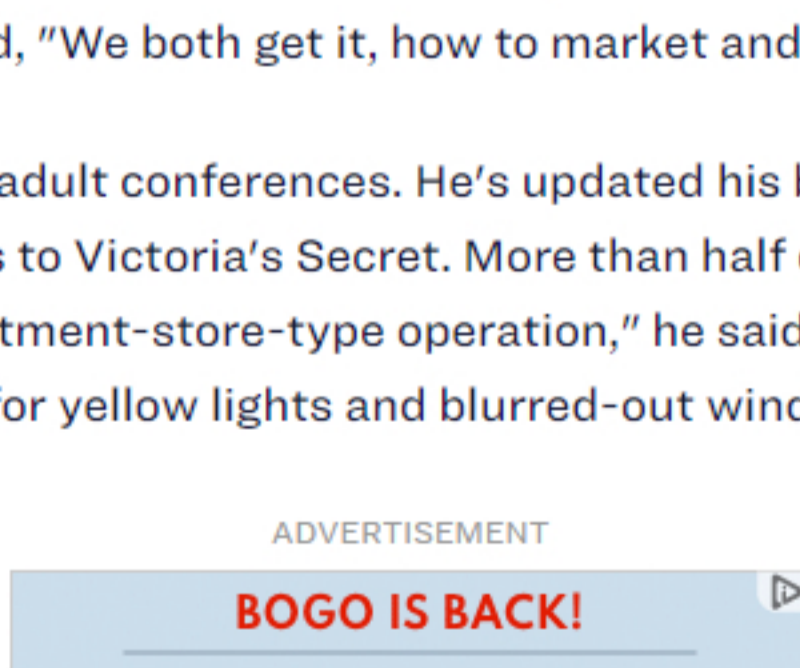 d, "We both get it, how to market and
adult conferences. He's updated his
to Victoria's Secret. More than half
tment-store-type operation," he said
for yellow lights and blurred-out
ADVERTISEMENT
BOGO IS BACK!